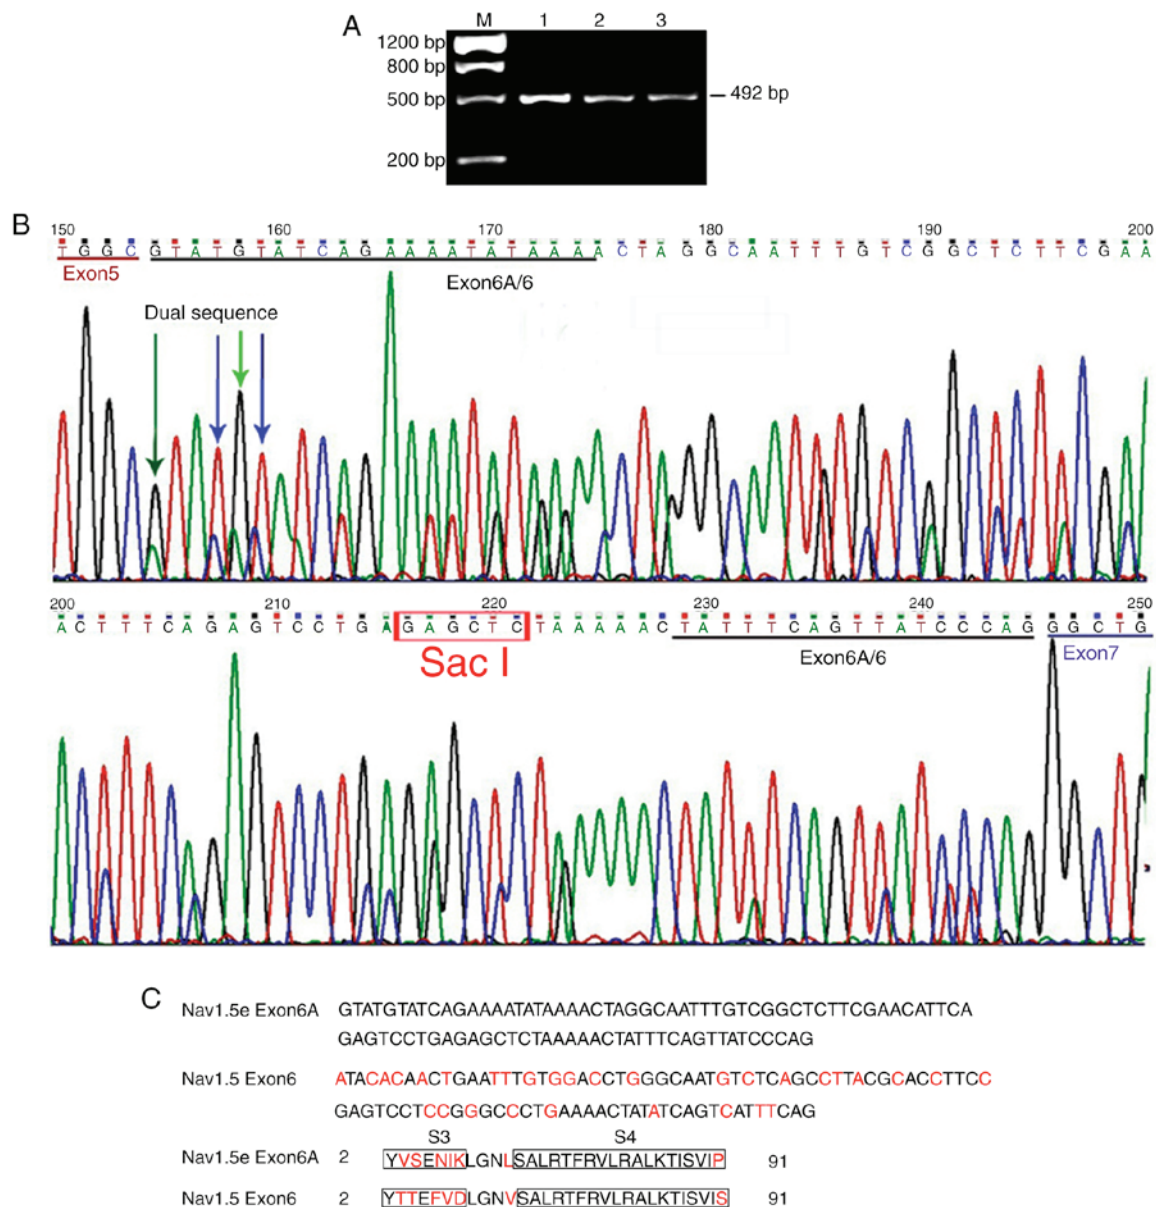 A
M 1 2 3
1200 bp
800 bp
500 bp
492 bp
200 bp
B
150 160 170 180 190 200
TGGCGTATGTATCAGAAAATATAAAACTAGGCAATTTGTCGGCTCTTCGAA
Exon5 Exon6A/6
Dual sequence
200 210 220 230 240 250
ACTTTCAGAGTCCTGAGAGCTCTAAAAACTATTTCAGTTATCCCAGGGCTG
Sac I Exon6A/6 Exon7
C
Nav1.5e Exon6A GTATGTATCAGAAAATATAAAACTAGGCAATTTGTCGGCTCTTCGAACATTCA
GAGTCCTGAGAGCTCTAAAAACTATTTCAGTTATCCCAG
Nav1.5 Exon6 ATACACAACTGAATTTGTGGACCTGGGCAATGTCTCAGCCTTACGCACCTTCC
GAGTCCTCCGGGCCCTGAAAACTATATCAGTCATTTCAG
S3 S4
Nav1.5e Exon6A 2 YVSENIKLGNLSALRTFRVLRALKTISVIP 91
Nav1.5 Exon6 2 YTTEFVDLGNVSALRTFRVLRALKTISVIS 91